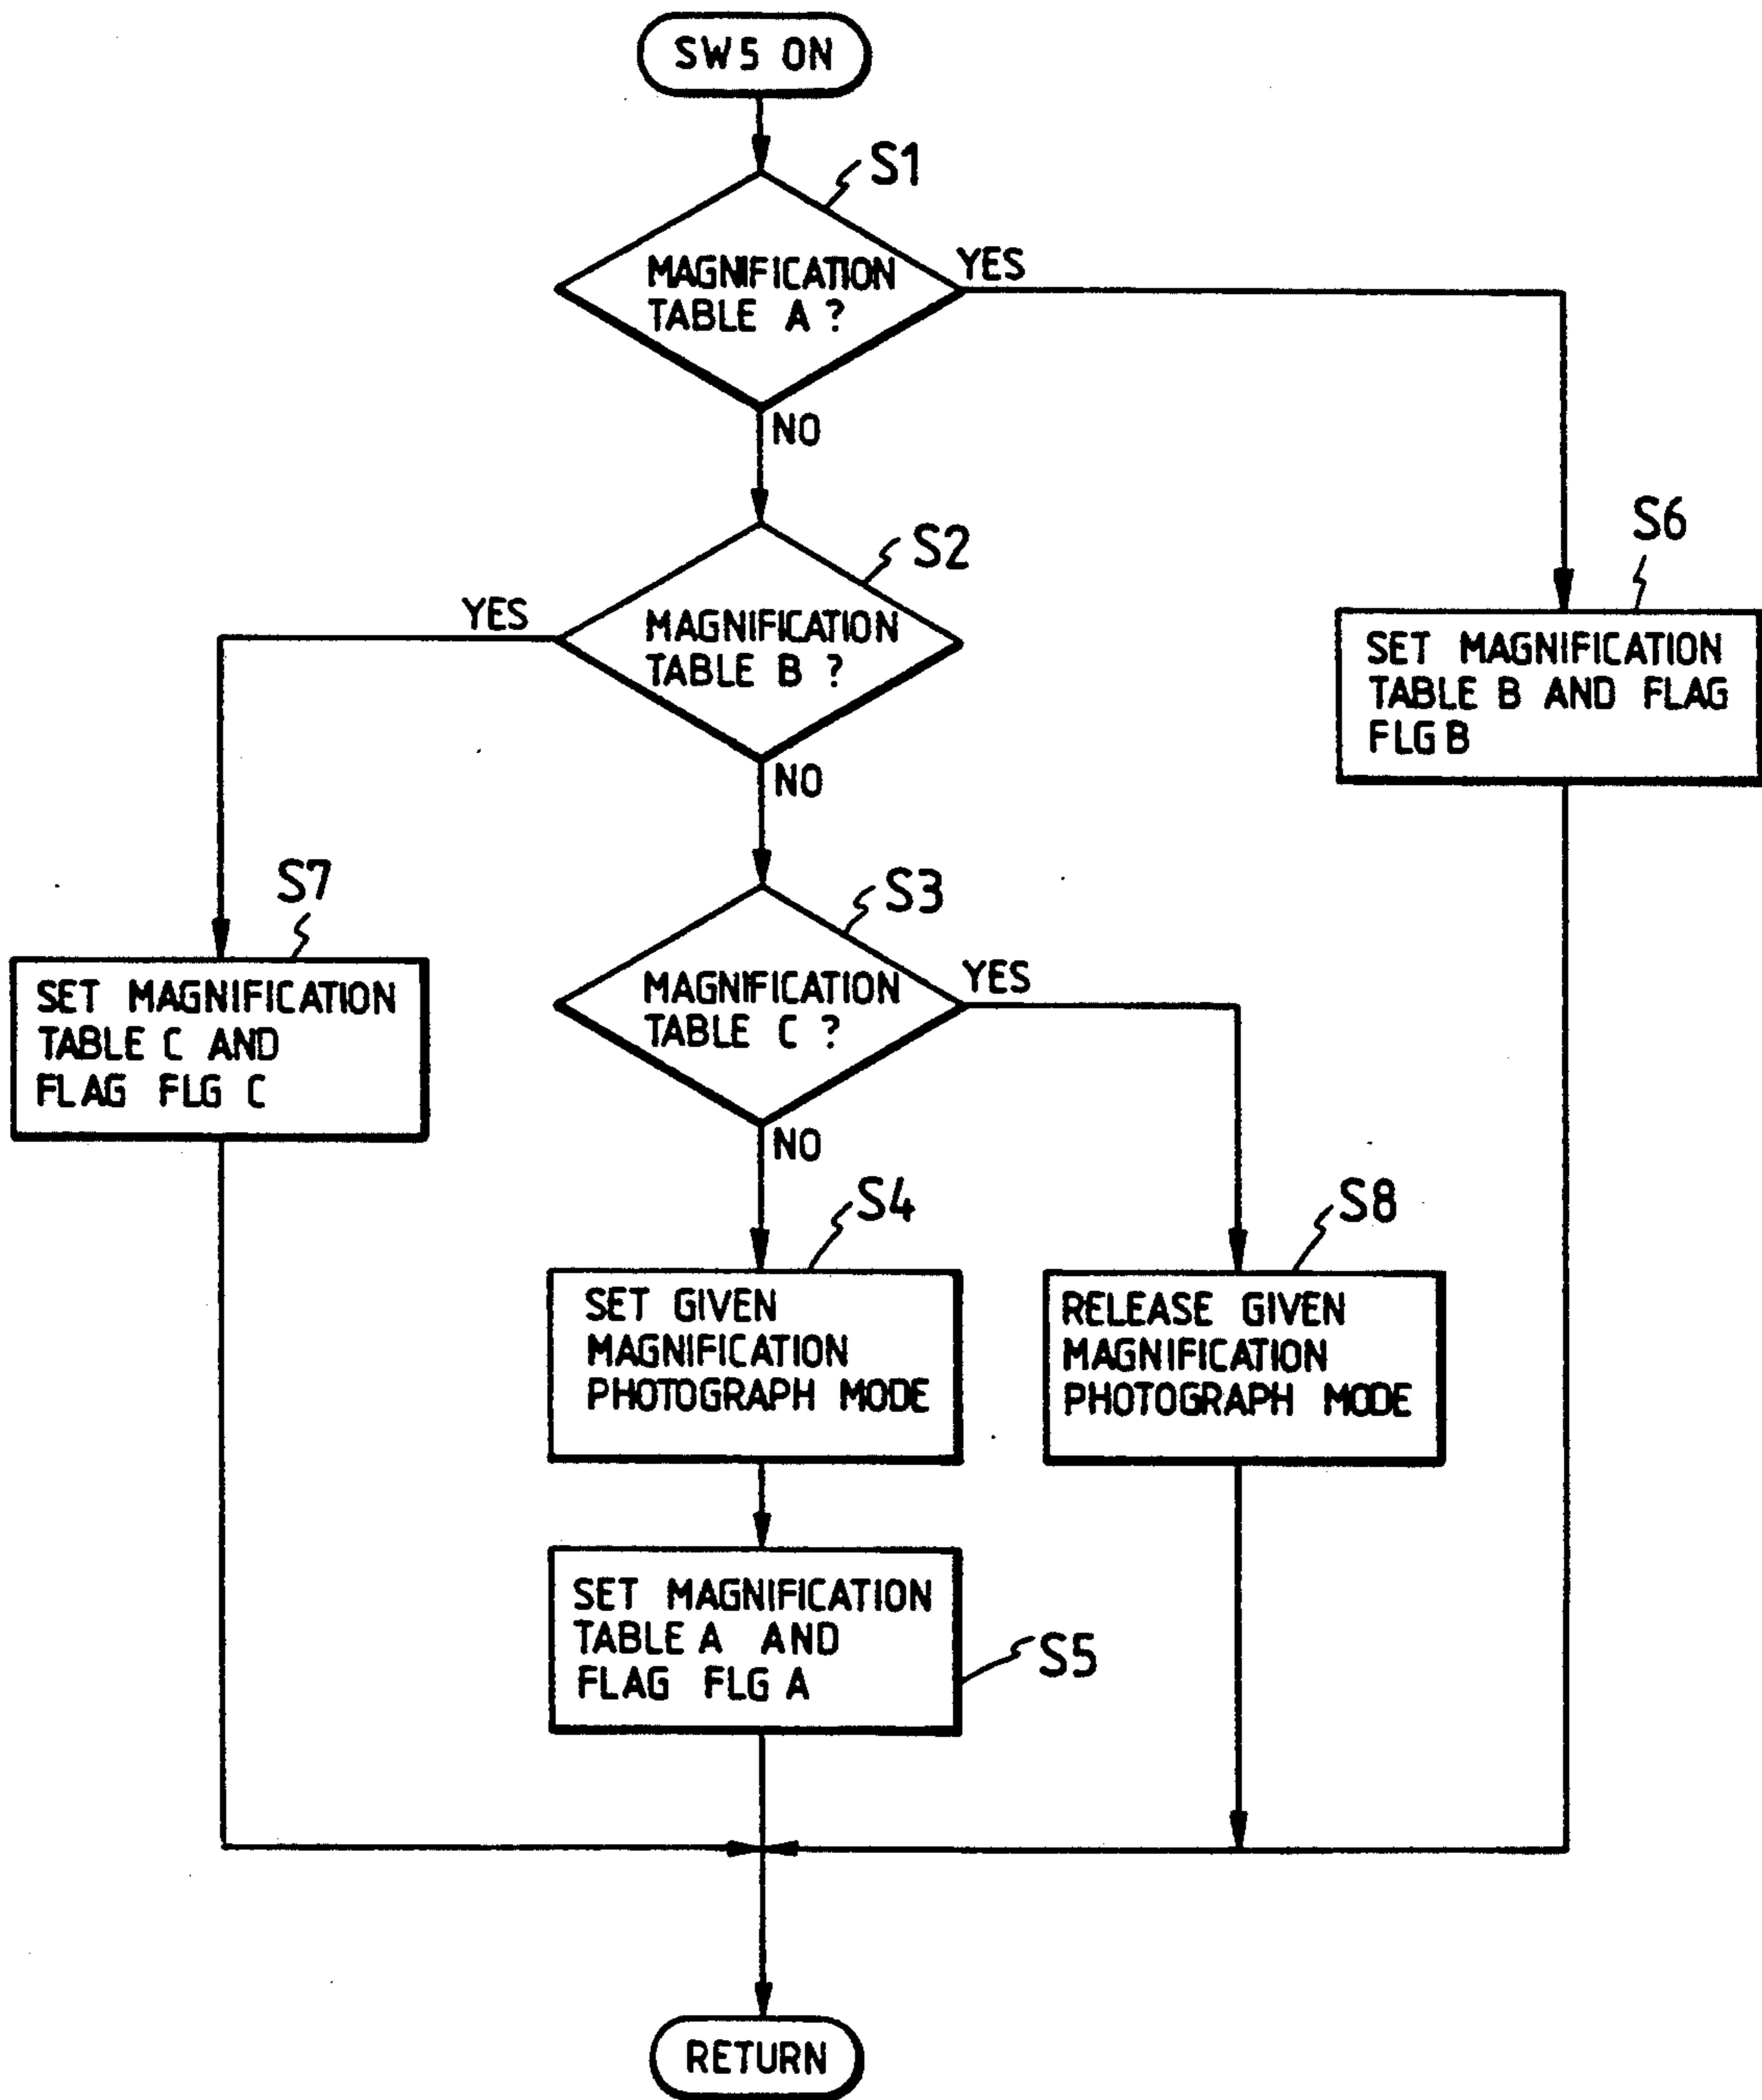 SW5 ON
S1
MAGNIFICATION
TABLE A ?
YES
NO
S2
YES
MAGNIFICATION
TABLE B ?
NO
S6
SET MAGNIFICATION
TABLE B AND FLAG
FLG B
S7
SET MAGNIFICATION
TABLE C AND
FLAG FLG C
S3
MAGNIFICATION
TABLE C ?
YES
NO
S4
SET GIVEN
MAGNIFICATION
PHOTOGRAPH MODE
S8
RELEASE GIVEN
MAGNIFICATION
PHOTOGRAPH MODE
SET MAGNIFICATION
TABLE A AND
FLAG FLG A
S5
RETURN